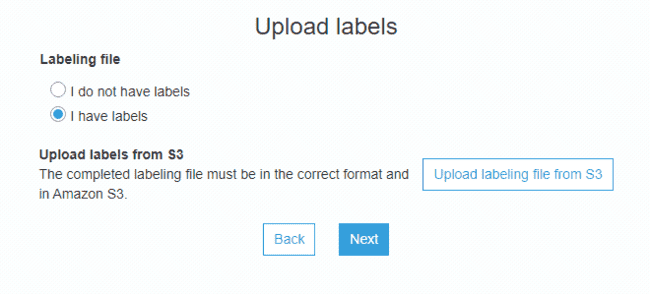 Upload labels
Labeling file
I do not have labels
I have labels
Upload labels from S3
The completed labeling file must be in the correct format and
in Amazon S3.
Upload labeling file from S3
Back
Next